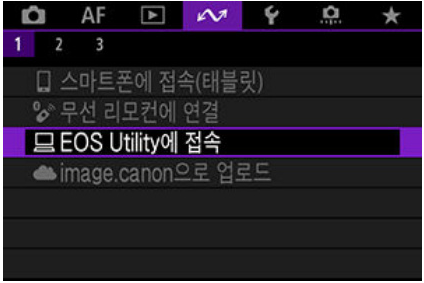 AF
1 2 3
스마트폰에 접속(태블릿)
무선 리모컨에 연결
EOS Utility에 접속
image.canon으로 업로드